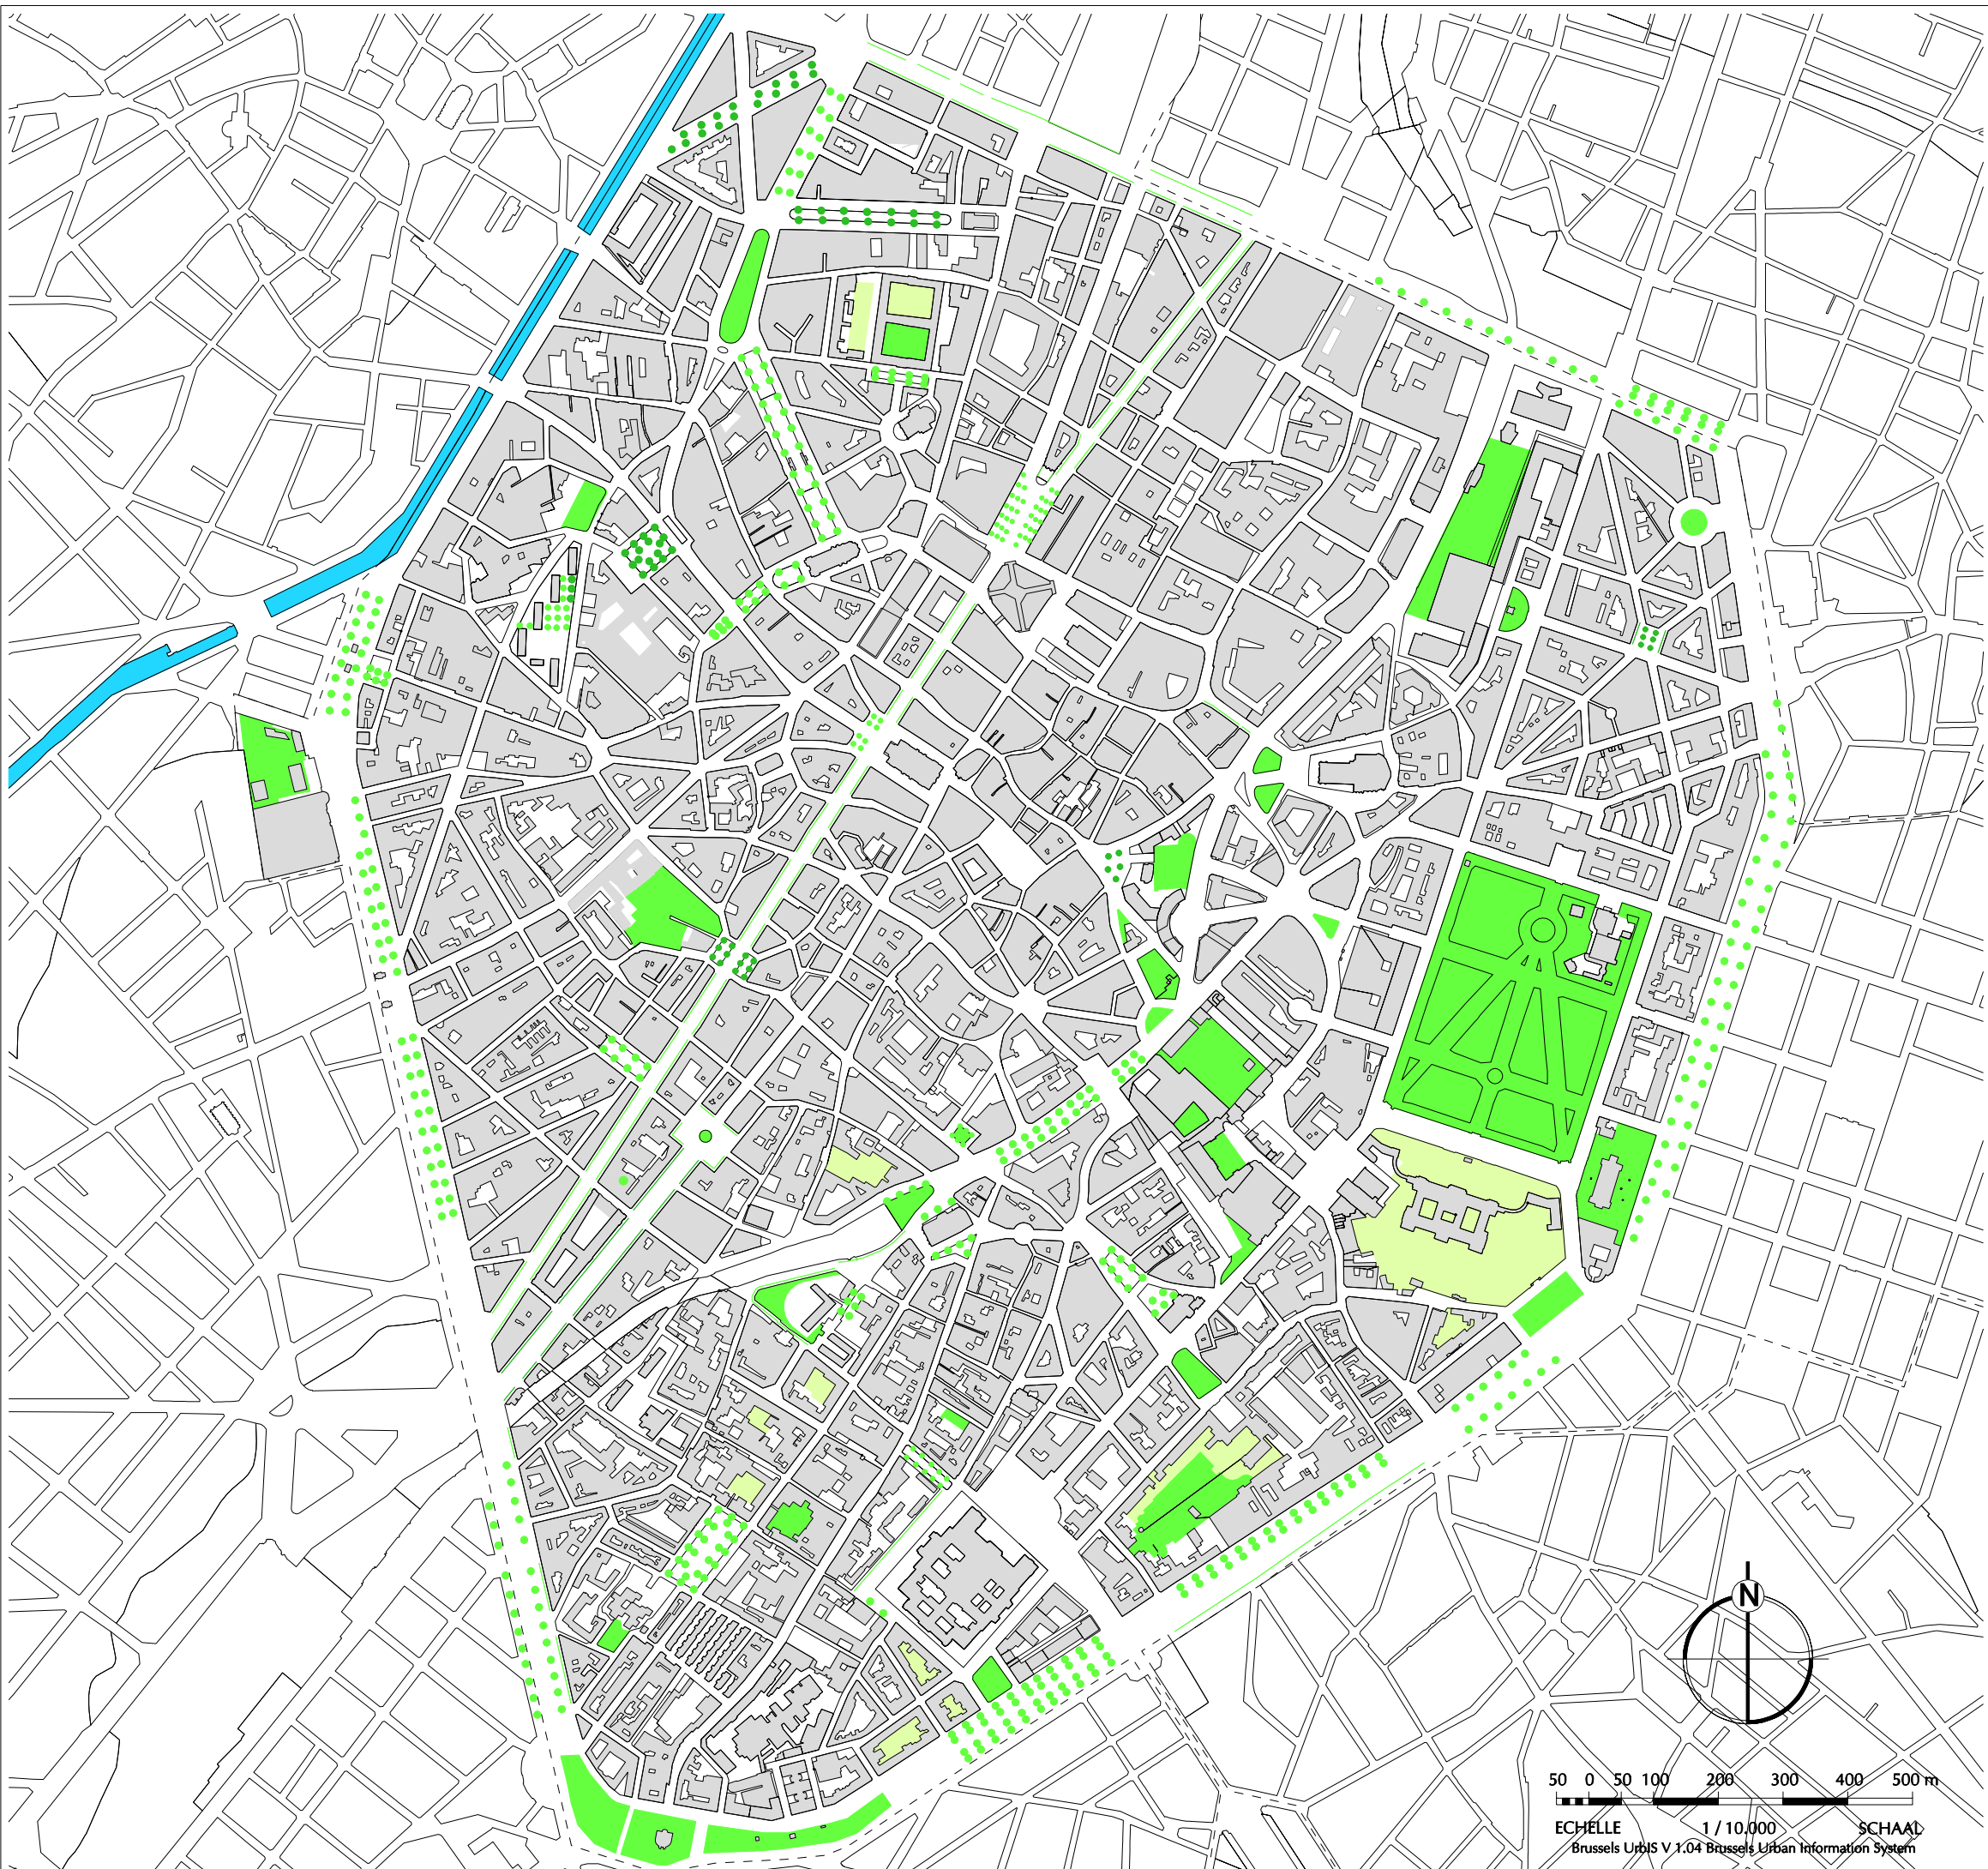 N
50 0 50 100 200 300 400 500 m
ECHELLE 1 / 10.000 SCHAAL
Brussels UrbIS V 1.04 Brussels Urban Information System